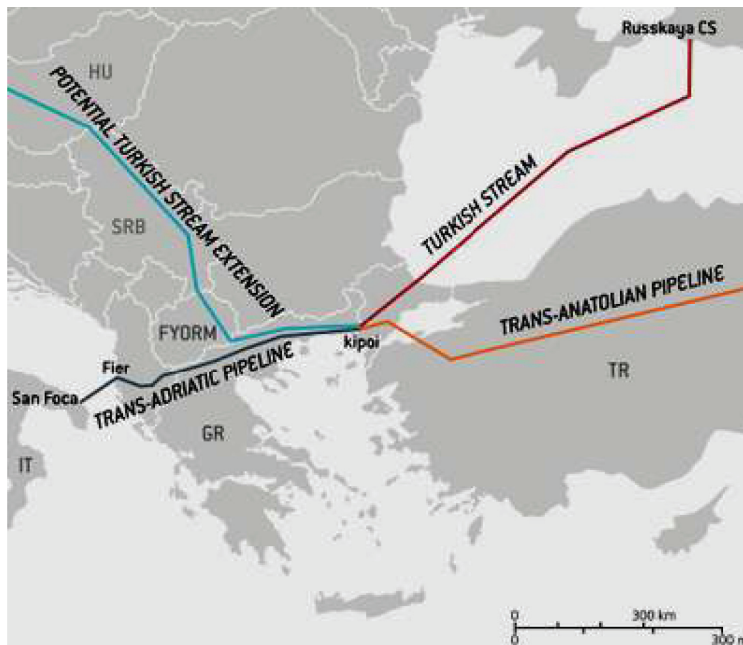 Russkaya CS
HU
POTENTIAL TURKISH STREAM EXTENSION
TURKISH STREAM
SRB
TRANS-ANATOLIAN PIPELINE
FYORM
kipoi
Fier
TRANS-ADRIATIC PIPELINE
San Foca
TR
GR
IT
0 300 km
0 300 m